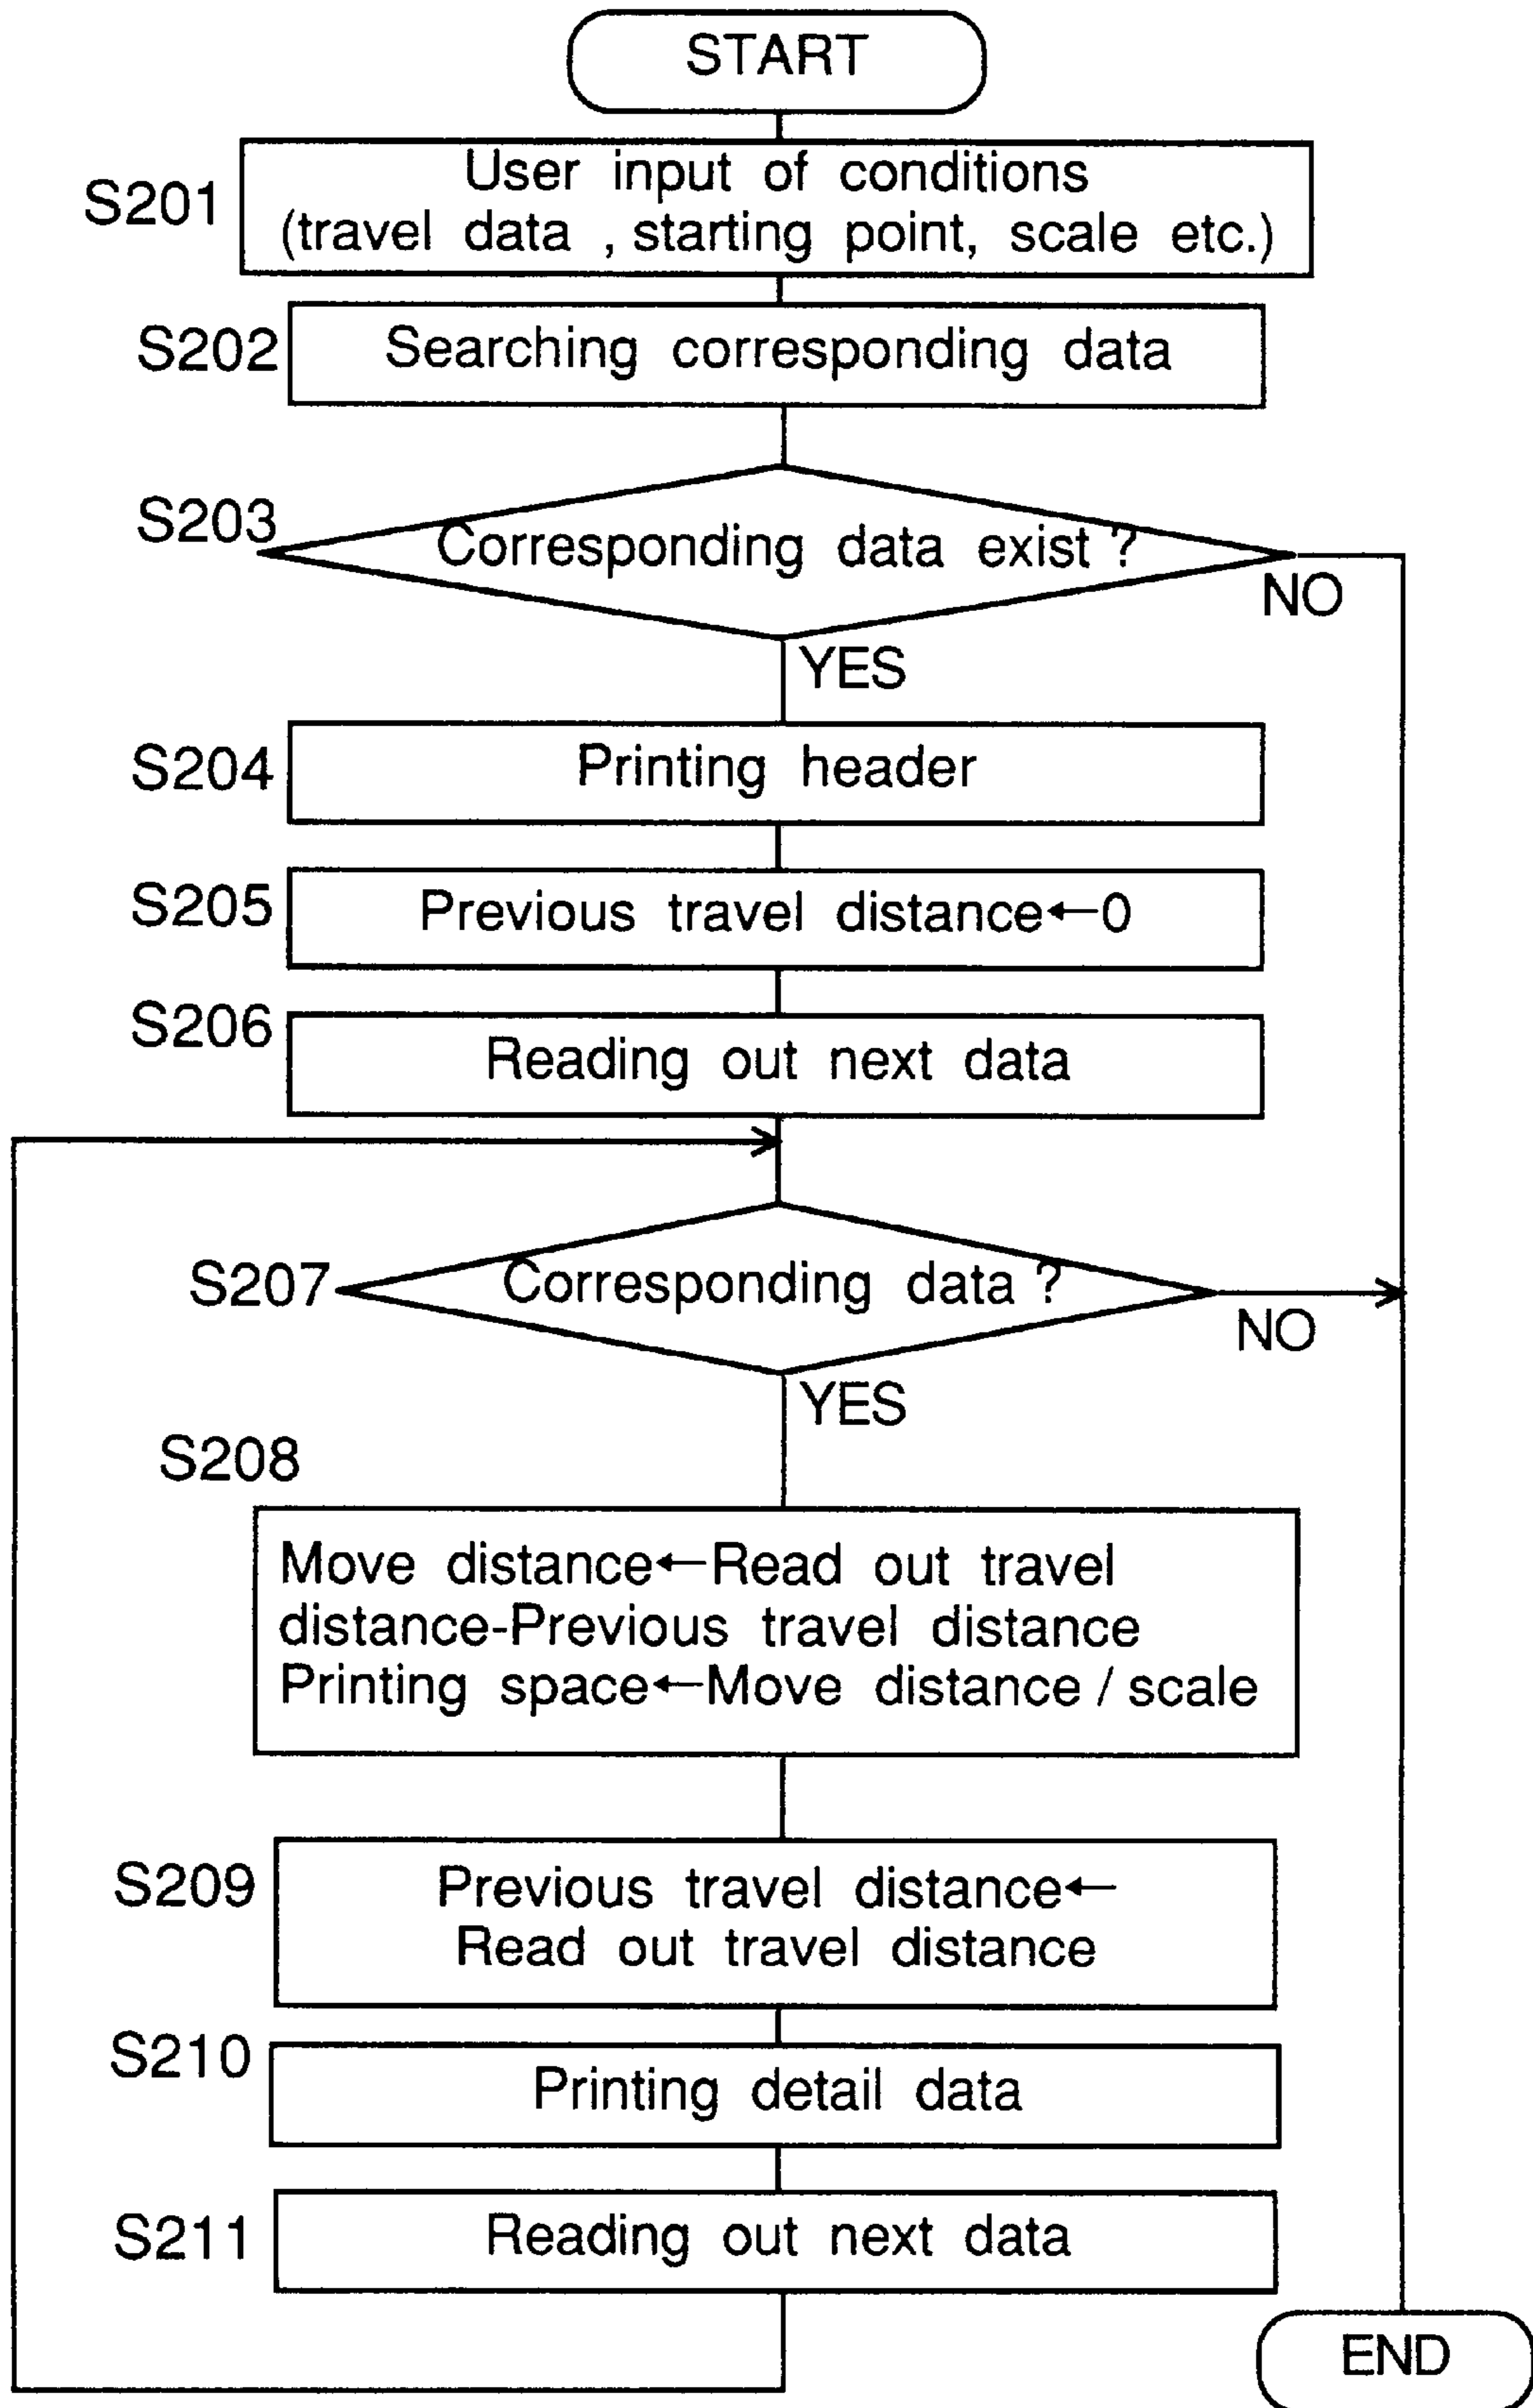 START
S201
User input of conditions
(travel data , starting point, scale etc.)
S202
Searching corresponding data
S203
Corresponding data exist ?
NO
YES
S204
Printing header
S205
Previous travel distance←0
S206
Reading out next data
S207
Corresponding data ?
NO
YES
S208
Move distance←Read out travel
distance-Previous travel distance
Printing space←Move distance / scale
S209
Previous travel distance←
Read out travel distance
S210
Printing detail data
S211
Reading out next data
END